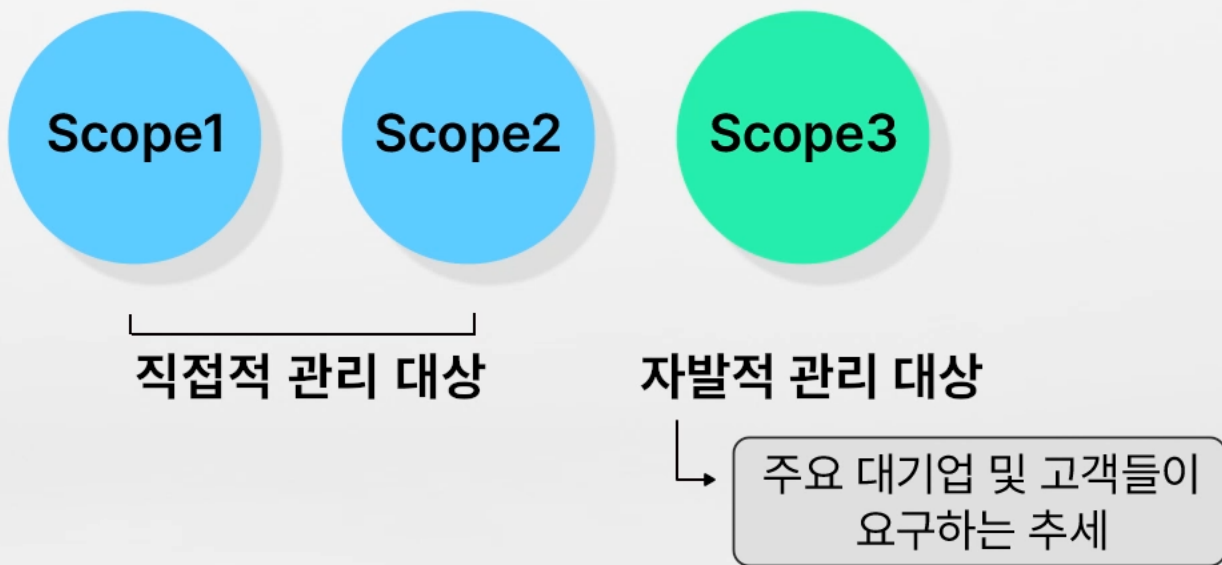 Scope1
Scope2
Scope3
직접적 관리 대상
자발적 관리 대상
주요 대기업 및 고객들이
요구하는 추세